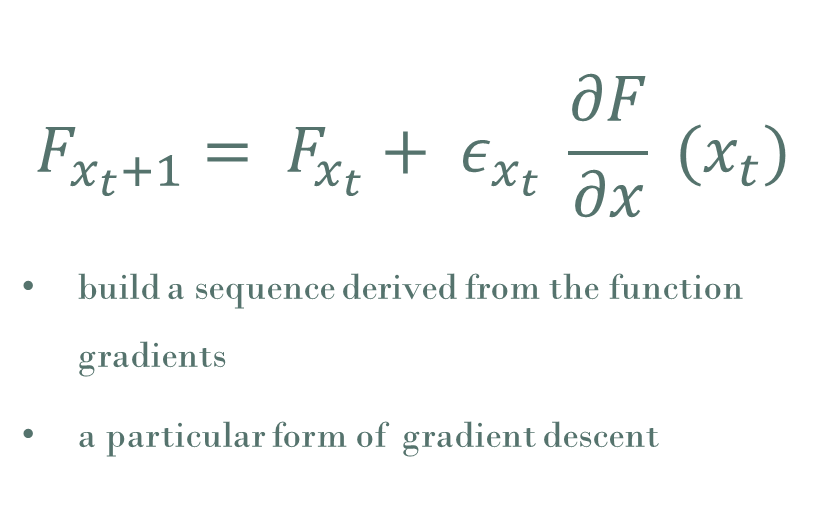 F_{x_t+1} = F_{x_t} + ϵ_{x_t} ∂F/∂x (x_t)
• build a sequence derived from the function
gradients
• a particular form of gradient descent